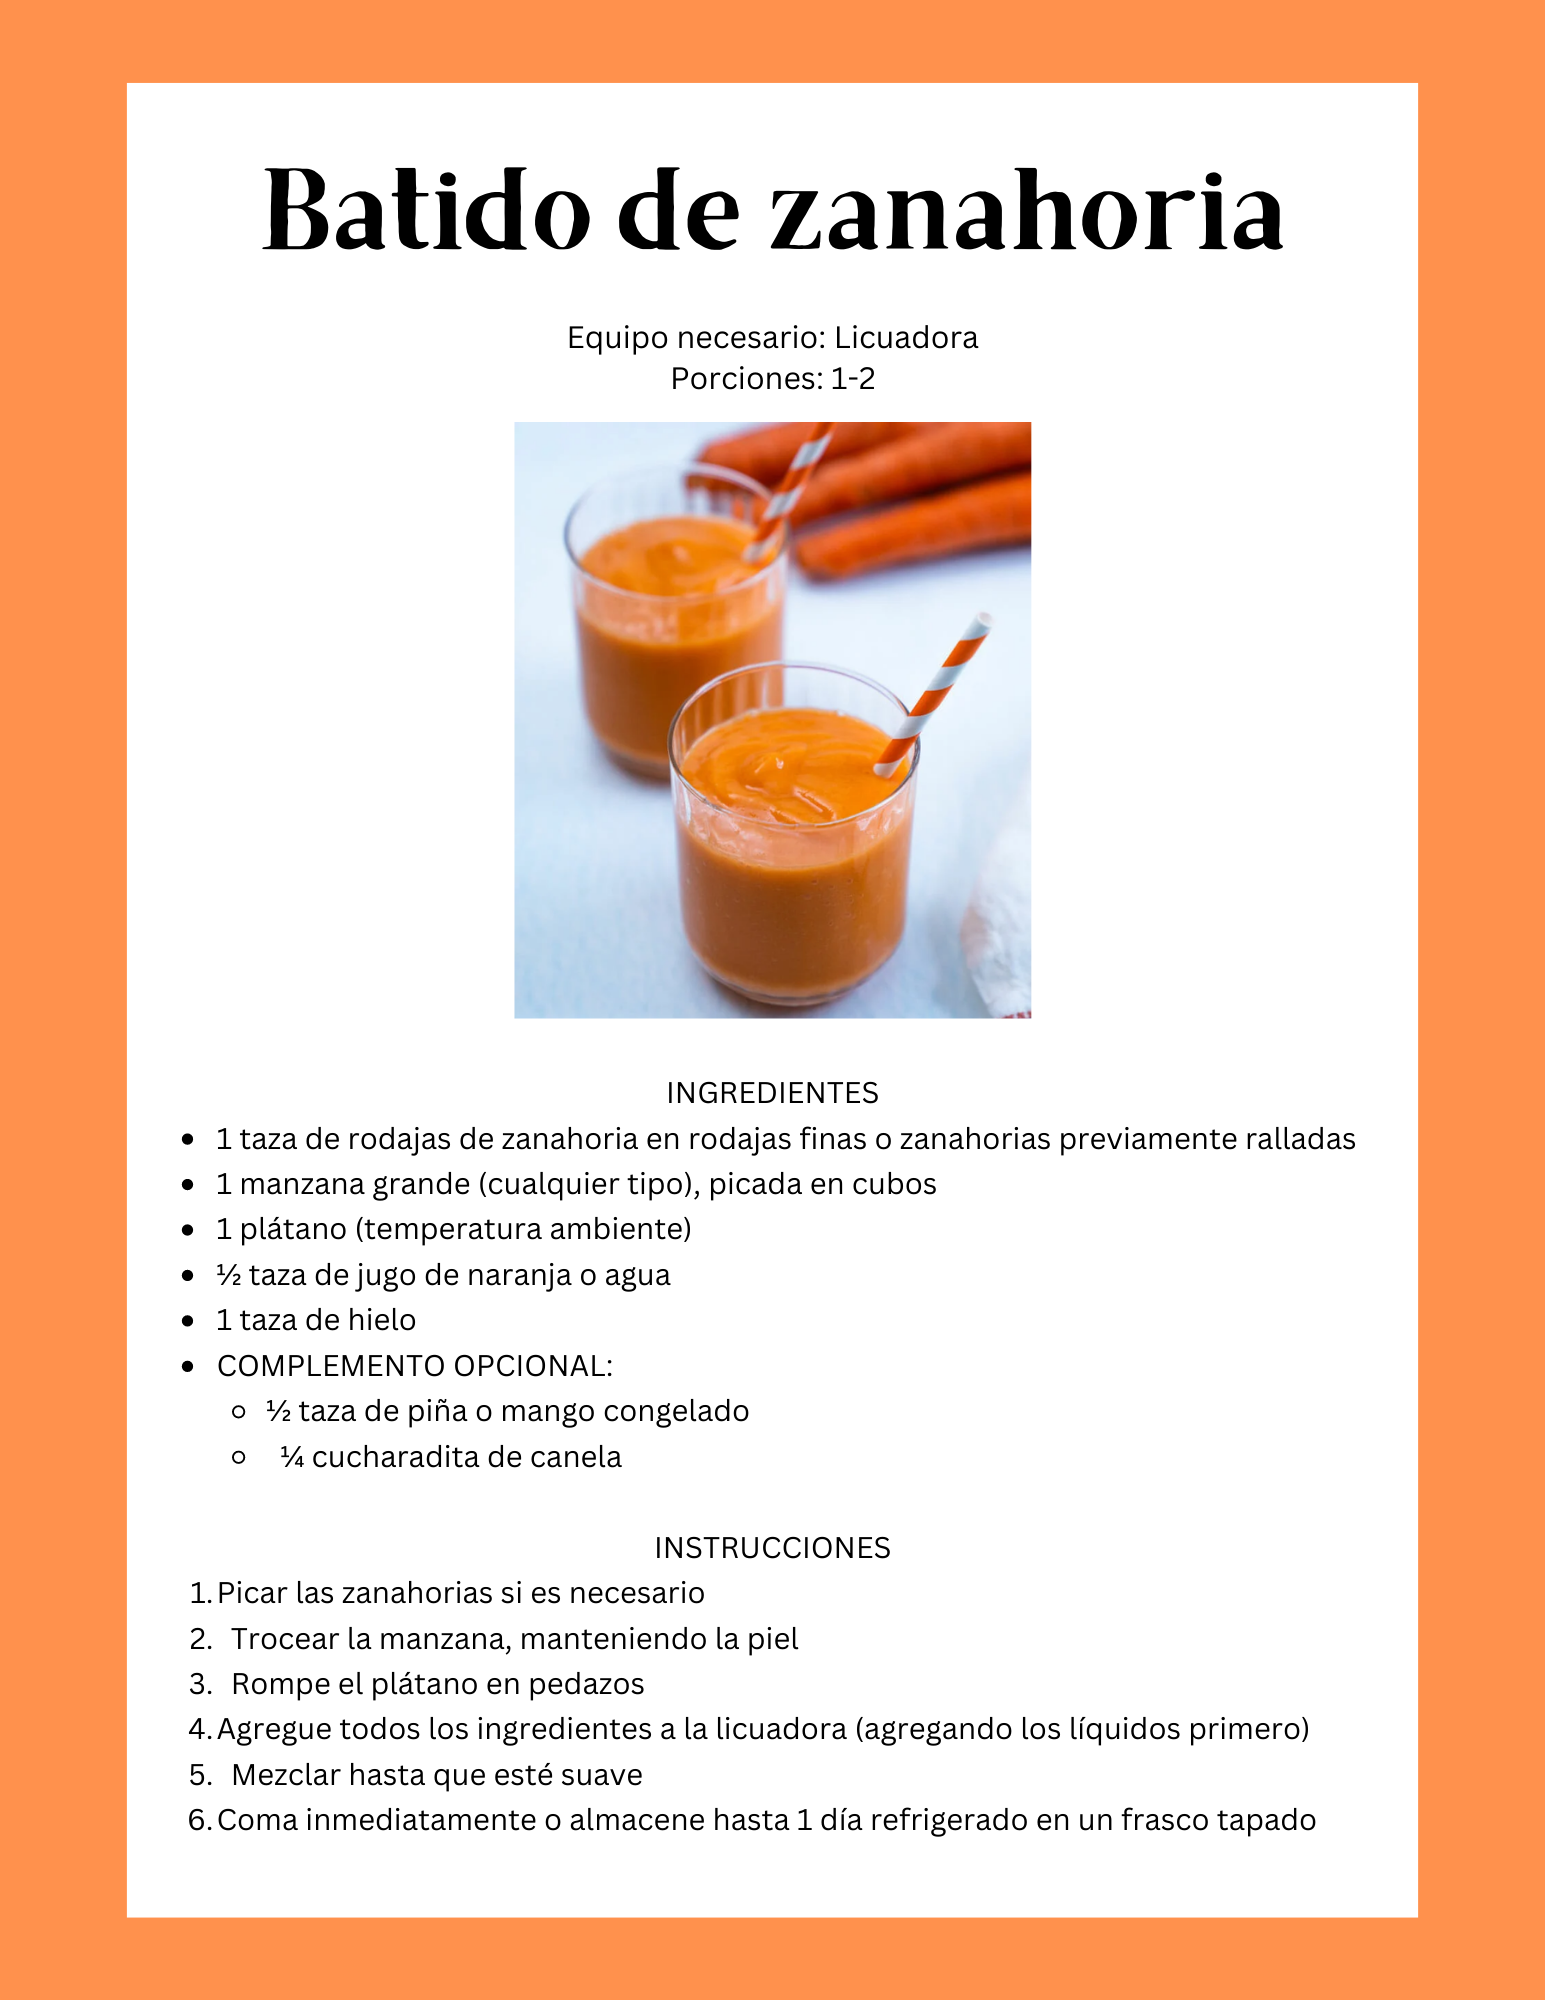 Batido de zanahoria
Equipo necesario: Licuadora
Porciones: 1-2
INGREDIENTES
• 1 taza de rodajas de zanahoria en rodajas finas o zanahorias previamente ralladas
• 1 manzana grande (cualquier tipo), picada en cubos
• 1 plátano (temperatura ambiente)
• ½ taza de jugo de naranja o agua
• 1 taza de hielo
• COMPLEMENTO OPCIONAL:
◦ ½ taza de piña o mango congelado
◦ ¼ cucharadita de canela
INSTRUCCIONES
1. Picar las zanahorias si es necesario
2. Trocear la manzana, manteniendo la piel
3. Rompe el plátano en pedazos
4. Agregue todos los ingredientes a la licuadora (agregando los líquidos primero)
5. Mezclar hasta que esté suave
6. Coma inmediatamente o almacene hasta 1 día refrigerado en un frasco tapado